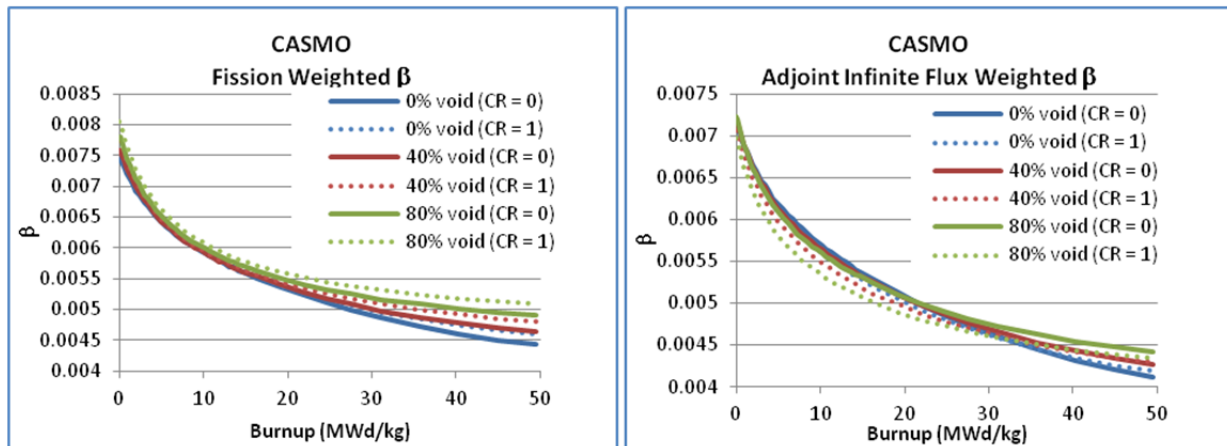 CASMO
Fission Weighted β
0.0085
0.008
0.0075
0.007
0.0065
0.006
0.0055
0.005
0.0045
0.004
β
0% void (CR = 0)
0% void (CR = 1)
40% void (CR = 0)
40% void (CR = 1)
80% void (CR = 0)
80% void (CR = 1)
0 10 20 30 40 50
Burnup (MWd/kg)
CASMO
Adjoint Infinite Flux Weighted β
0.0075
0.007
0.0065
0.006
0.0055
0.005
0.0045
0.004
β
0% void (CR = 0)
0% void (CR = 1)
40% void (CR = 0)
40% void (CR = 1)
80% void (CR = 0)
80% void (CR = 1)
0 10 20 30 40 50
Burnup (MWd/kg)